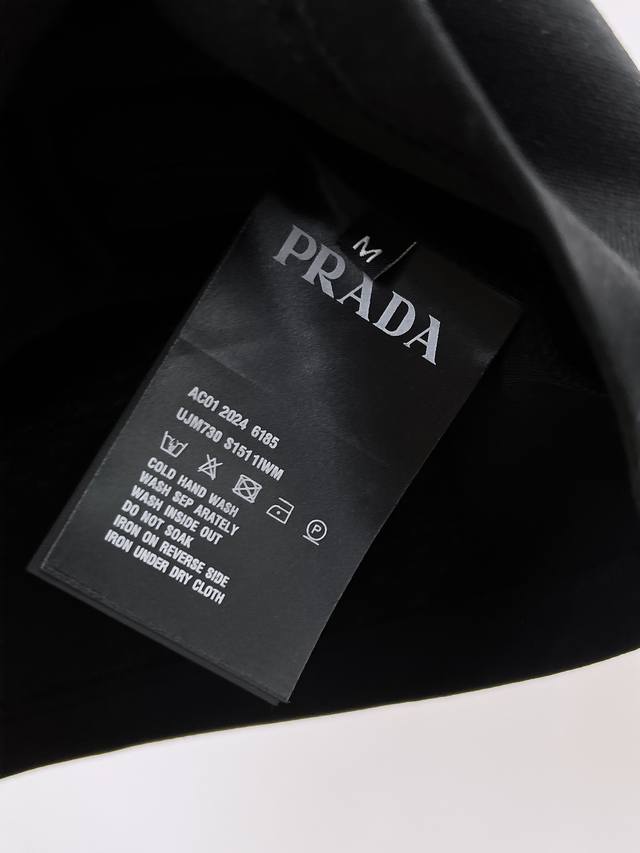 M
PRADA
AC01 2024 6185
UJM730 S1511IWM
P
COLD HAND WASH
WASH SEP ARATELY
WASH INSIDE OUT
DO NOT SOAK
IRON ON REVERSE SIDE
IRON UNDER DRY CLOTH